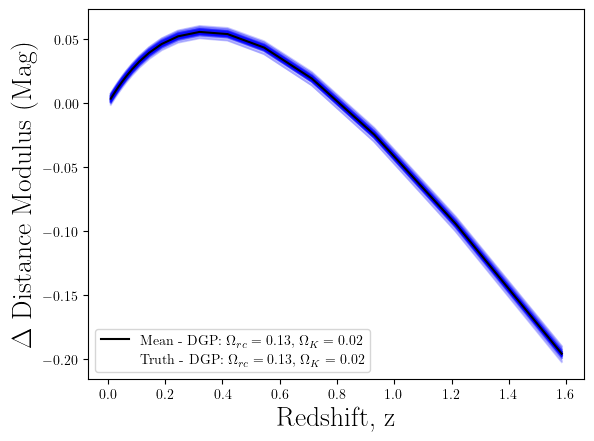 Δ Distance Modulus (Mag)
0.05
0.00
−0.05
−0.10
−0.15
−0.20
Mean - DGP: Ω_rc = 0.13, Ω_K = 0.02
Truth - DGP: Ω_rc = 0.13, Ω_K = 0.02
0.0 0.2 0.4 0.6 0.8 1.0 1.2 1.4 1.6
Redshift, z